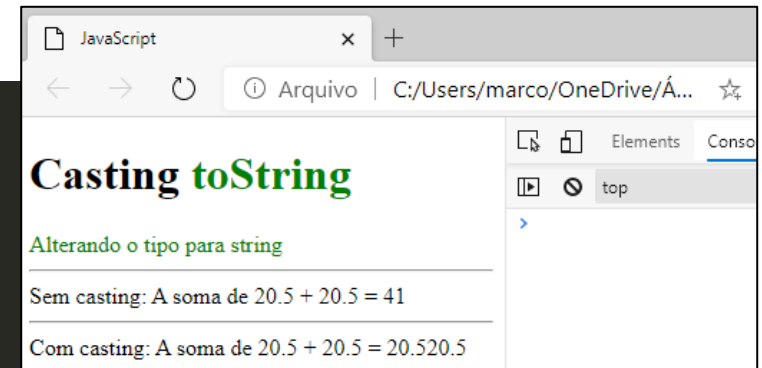 JavaScript
Arquivo | C:/Users/marco/OneDrive/Á...
Elements Conso
top
Casting toString
Alterando o tipo para string
Sem casting: A soma de 20.5 + 20.5 = 41
Com casting: A soma de 20.5 + 20.5 = 20.520.5